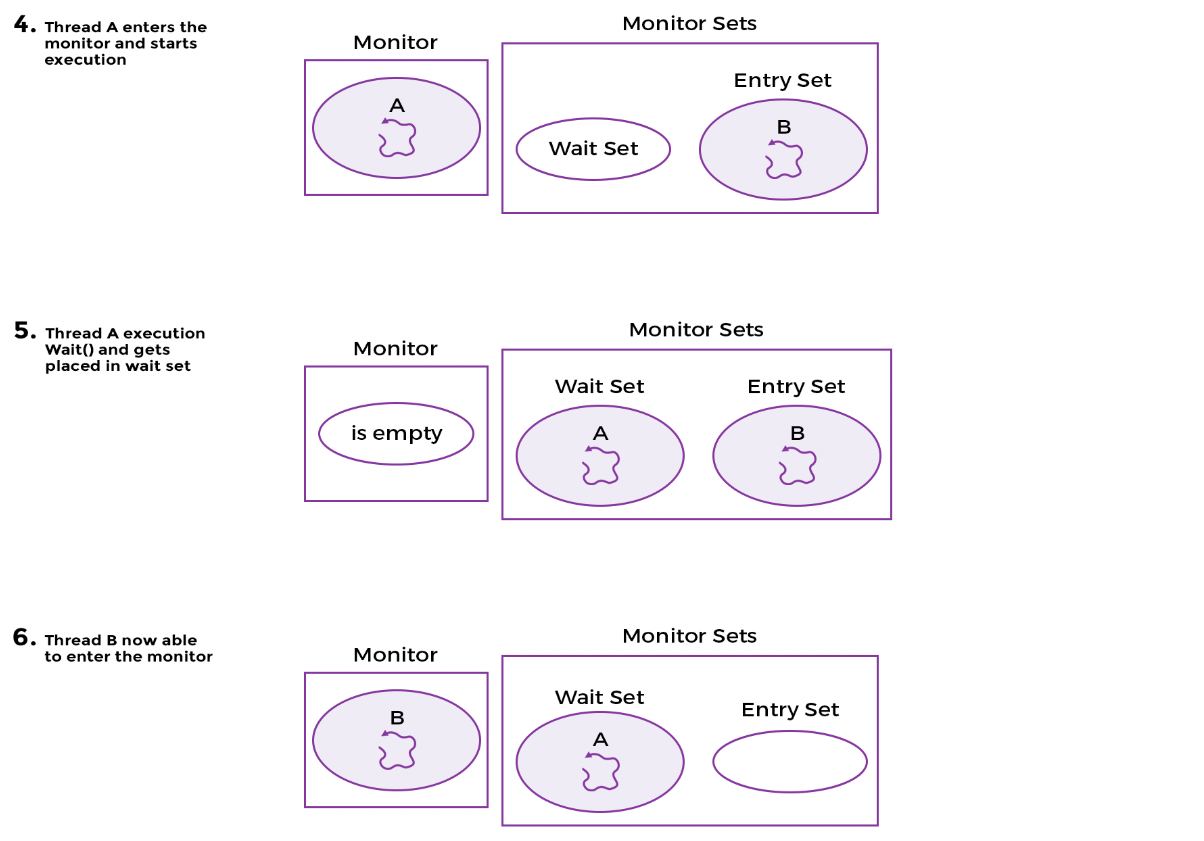 4. Thread A enters the
monitor and starts
execution
Monitor
A
Monitor Sets
Wait Set
Entry Set
B
5. Thread A execution
Wait() and gets
placed in wait set
Monitor
is empty
Monitor Sets
Wait Set
A
Entry Set
B
6. Thread B now able
to enter the monitor
Monitor
B
Monitor Sets
Wait Set
A
Entry Set